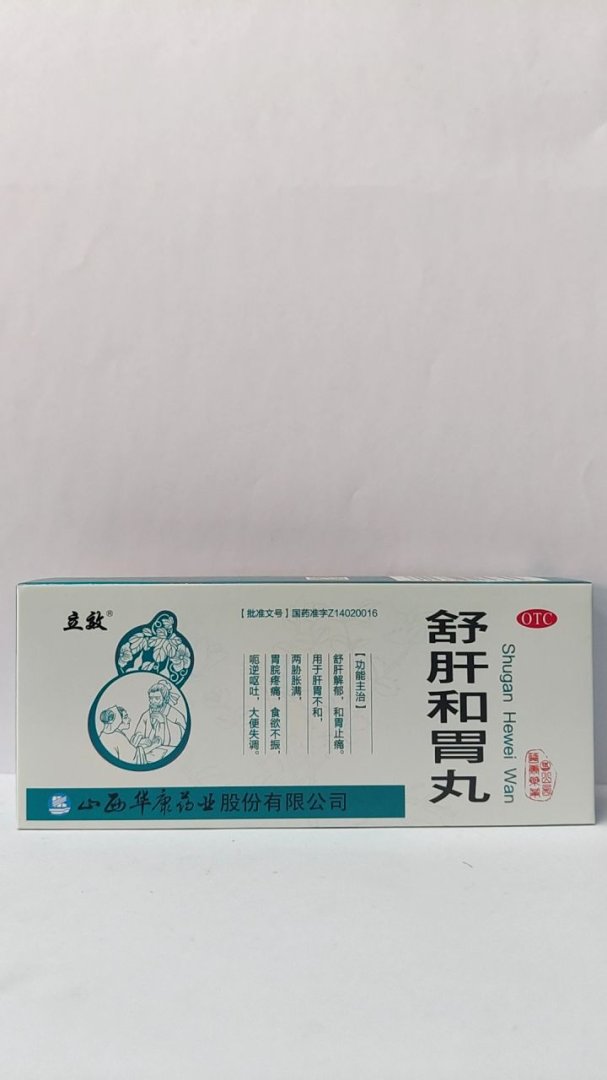 立效®
【批准文号】国药准字Z14020016
OTC
舒肝和胃丸
Shugan Hewei Wan
【功能主治】
舒肝解郁，和胃止痛。
用于肝胃不和，
两胁胀满，
胃脘疼痛，食欲不振，
呃逆呕吐，大便失调。
山西华康药业股份有限公司